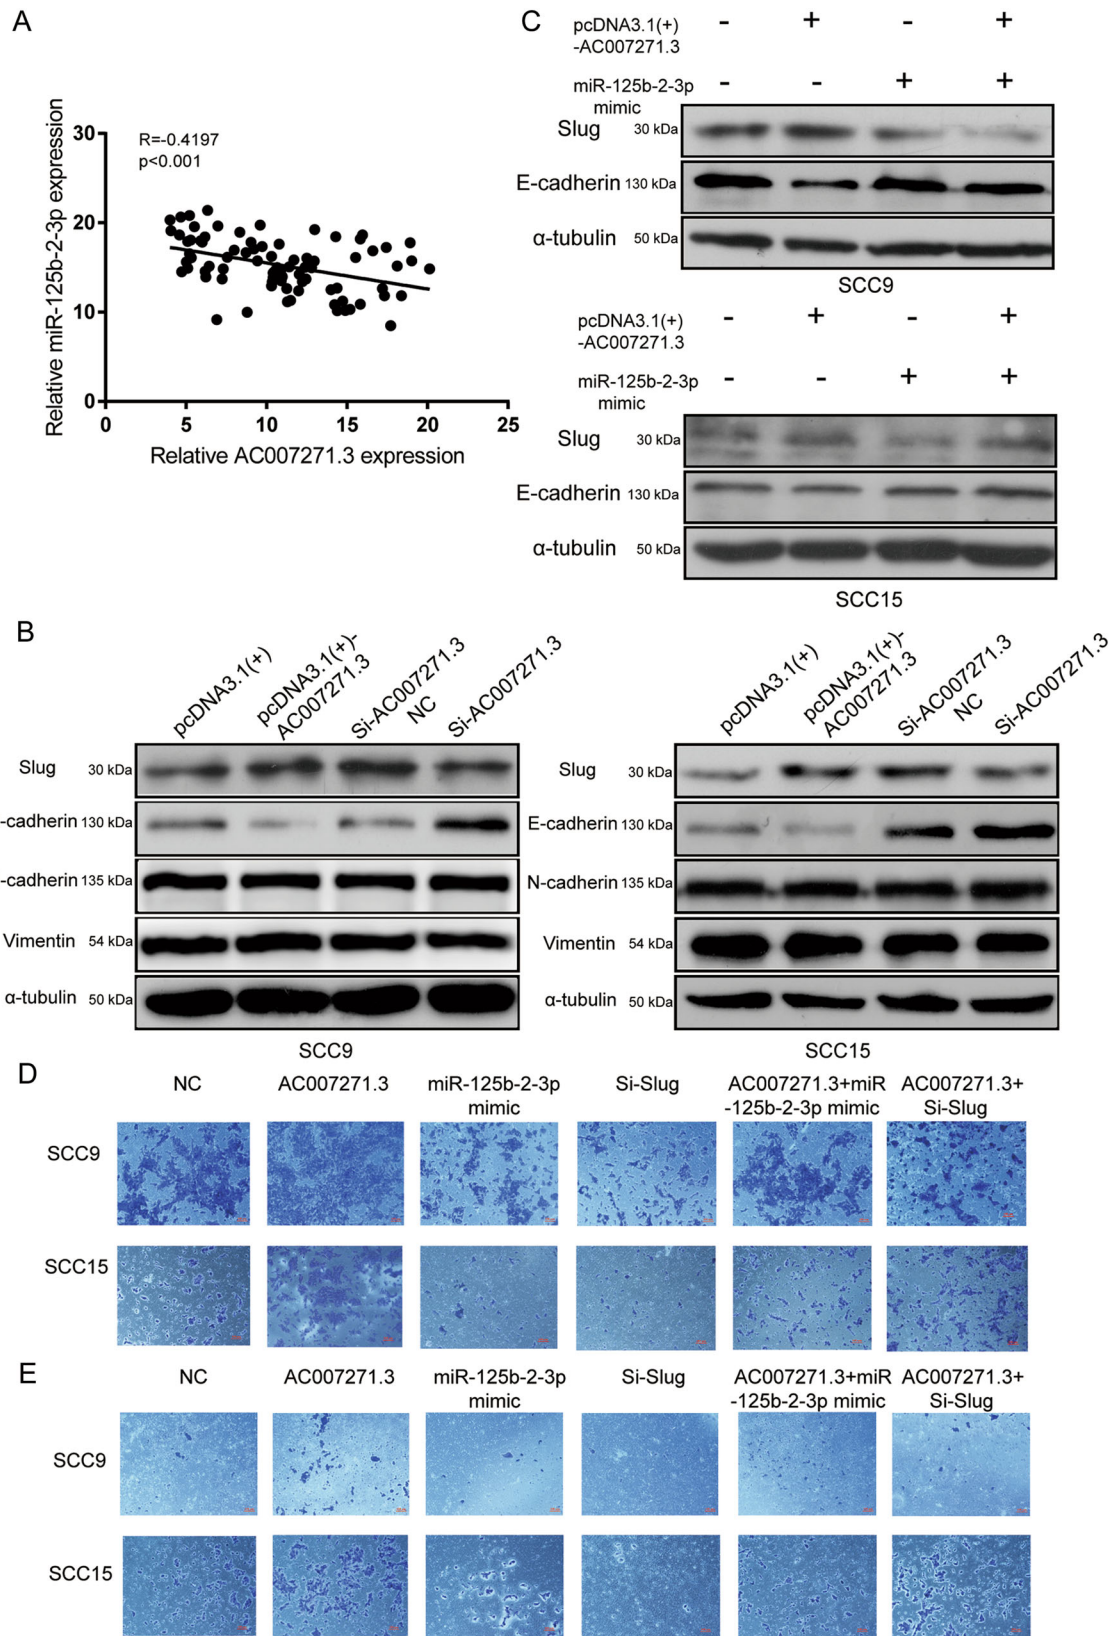 A
R=-0.4197
p<0.001
Relative miR-125b-2-3p expression
30
20
10
0
0 5 10 15 20 25
Relative AC007271.3 expression
C
pcDNA3.1(+) - + - +
-AC007271.3
miR-125b-2-3p - - + +
mimic
Slug 30 kDa
E-cadherin 130 kDa
α-tubulin 50 kDa
SCC9
pcDNA3.1(+) - + - +
-AC007271.3
miR-125b-2-3p - - + +
mimic
Slug 30 kDa
E-cadherin 130 kDa
α-tubulin 50 kDa
SCC15
B
pcDNA3.1(+)
pcDNA3.1(+)-
AC007271.3
Si-AC007271.3
NC
Si-AC007271.3
Slug 30 kDa
-cadherin 130 kDa
-cadherin 135 kDa
Vimentin 54 kDa
α-tubulin 50 kDa
SCC9
pcDNA3.1(+)
pcDNA3.1(+)-
AC007271.3
Si-AC007271.3
NC
Si-AC007271.3
Slug 30 kDa
E-cadherin 130 kDa
N-cadherin 135 kDa
Vimentin 54 kDa
α-tubulin 50 kDa
SCC15
D
NC AC007271.3 miR-125b-2-3p Si-Slug AC007271.3+miR AC007271.3+
mimic -125b-2-3p mimic Si-Slug
SCC9
SCC15
E
NC AC007271.3 miR-125b-2-3p Si-Slug AC007271.3+miR AC007271.3+
mimic -125b-2-3p mimic Si-Slug
SCC9
SCC15